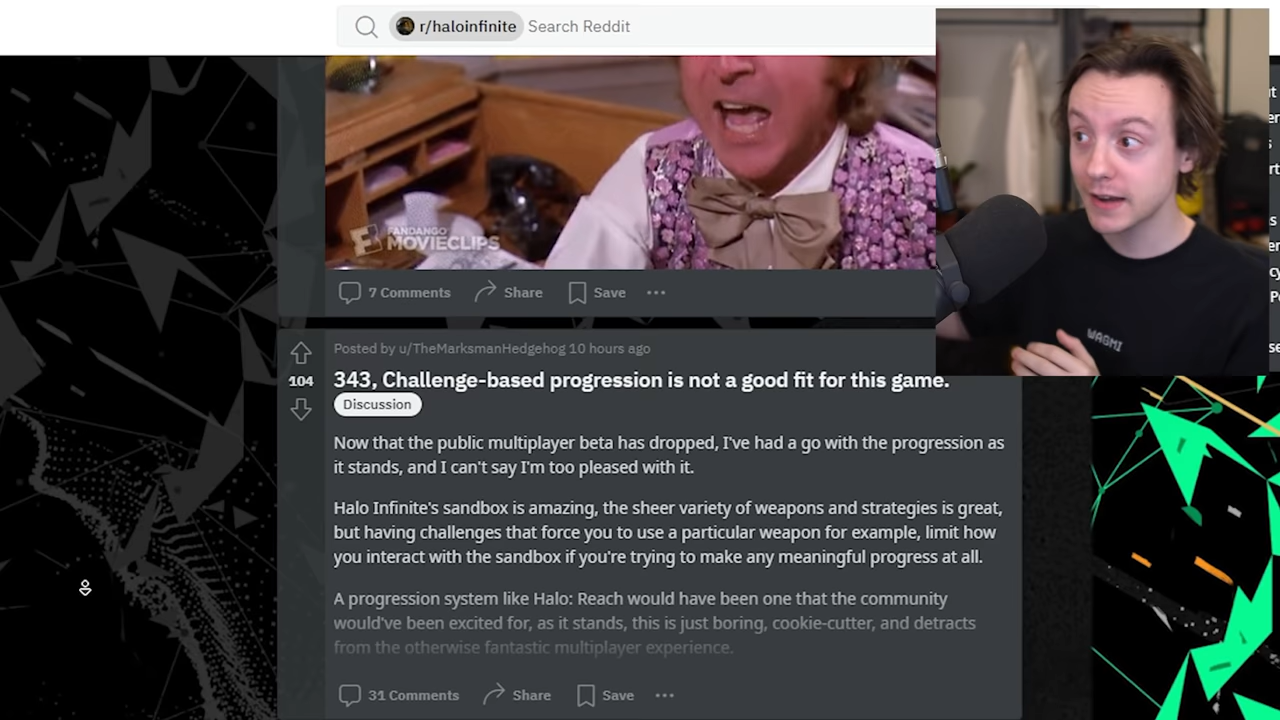 r/haloinfinite Search Reddit
FANDANGO
MOVIECLIPS
7 Comments Share Save
Posted by u/TheMarksmanHedgehog 10 hours ago
104
343, Challenge-based progression is not a good fit for this game.
Discussion
Now that the public multiplayer beta has dropped, I've had a go with the progression as
it stands, and I can't say I'm too pleased with it.
Halo Infinite's sandbox is amazing, the sheer variety of weapons and strategies is great,
but having challenges that force you to use a particular weapon for example, limit how
you interact with the sandbox if you're trying to make any meaningful progress at all.
A progression system like Halo: Reach would have been one that the community
would've been excited for, as it stands, this is just boring, cookie-cutter, and detracts
from the otherwise fantastic multiplayer experience.
31 Comments Share Save
WAGMI